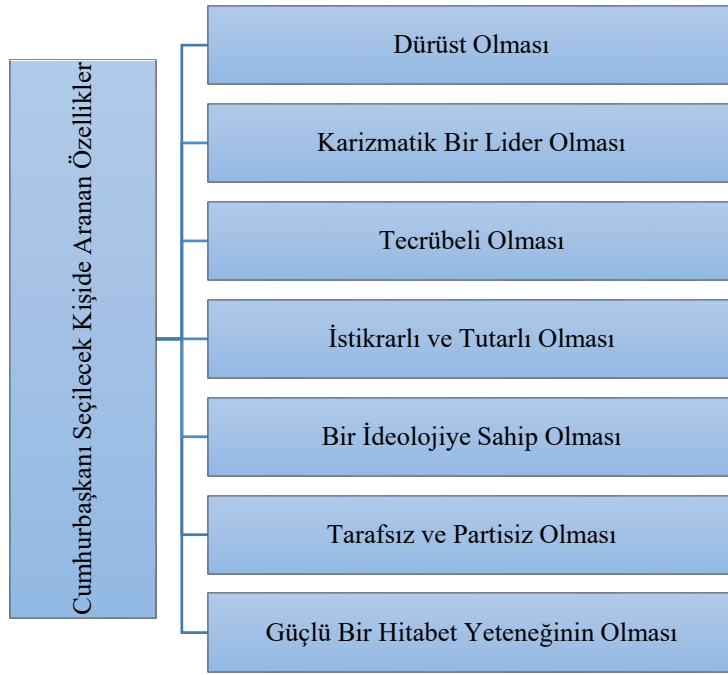 Cumhurbaşkanı Seçilecek Kişide Aranan Özellikler
Dürüst Olması
Karizmatik Bir Lider Olması
Tecrübeli Olması
İstikrarlı ve Tutarlı Olması
Bir İdeolojiye Sahip Olması
Tarafsız ve Partisiz Olması
Güçlü Bir Hitabet Yeteneğinin Olması